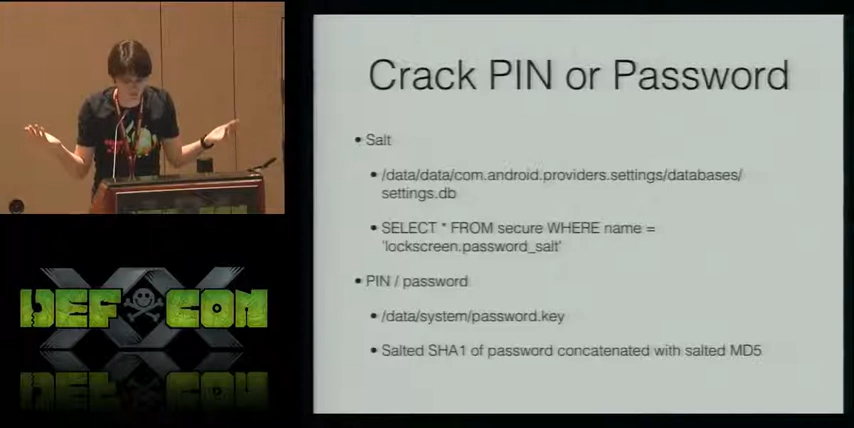 Crack PIN or Password
• Salt
• /data/data/com.android.providers.settings/databases/
settings.db
• SELECT * FROM secure WHERE name =
'lockscreen.password_salt'
• PIN / password
• /data/system/password.key
• Salted SHA1 of password concatenated with salted MD5
DEF CON
XX